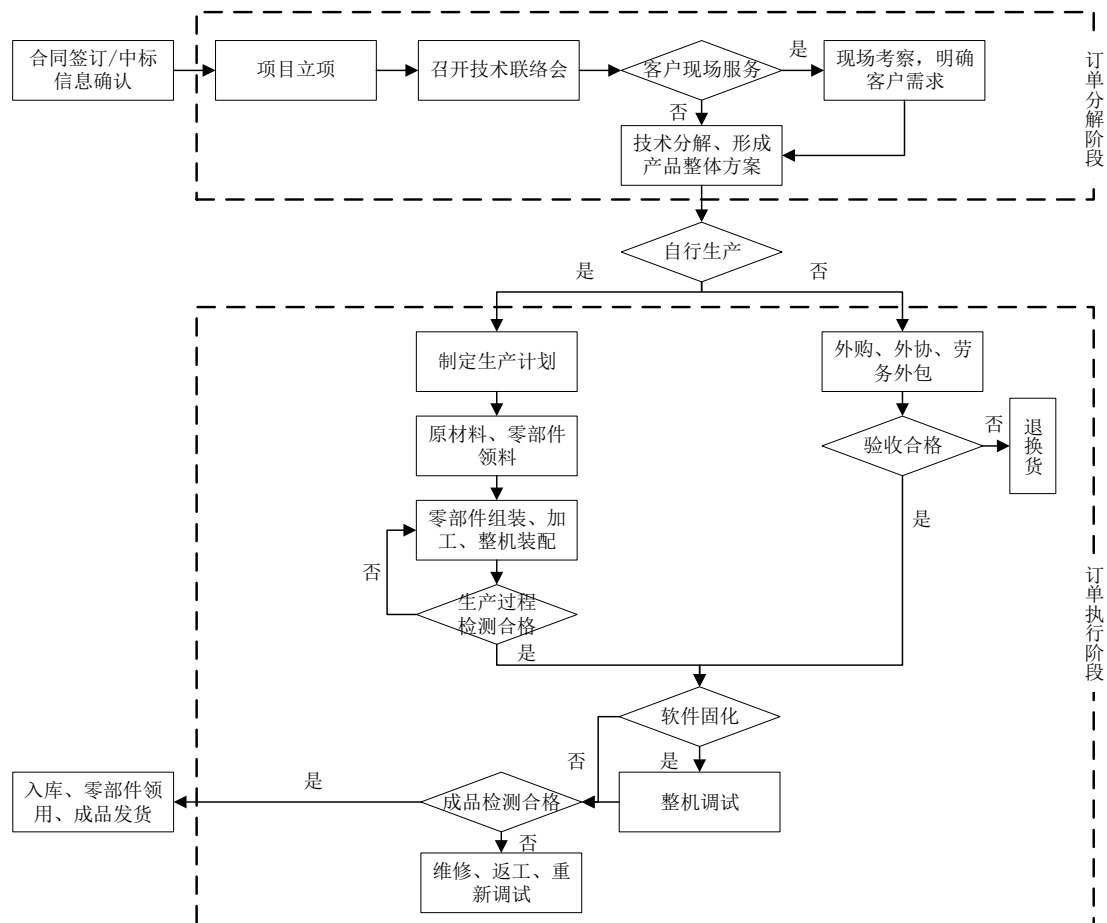 合同签订/中标
信息确认
项目立项
召开技术联络会
客户现场服务
是
现场考察，明确
客户需求
订单分解阶段
否
技术分解、形成
产品整体方案
自行生产
是
否
制定生产计划
外购、外协、劳
务外包
原材料、零部件
领料
验收合格
否
退换货
零部件组装、加
工、整机装配
是
否
生产过程
检测合格
是
订单执行阶段
软件固化
否
是
入库、零部件领
用、成品发货
是
成品检测合格
整机调试
否
维修、返工、重
新调试